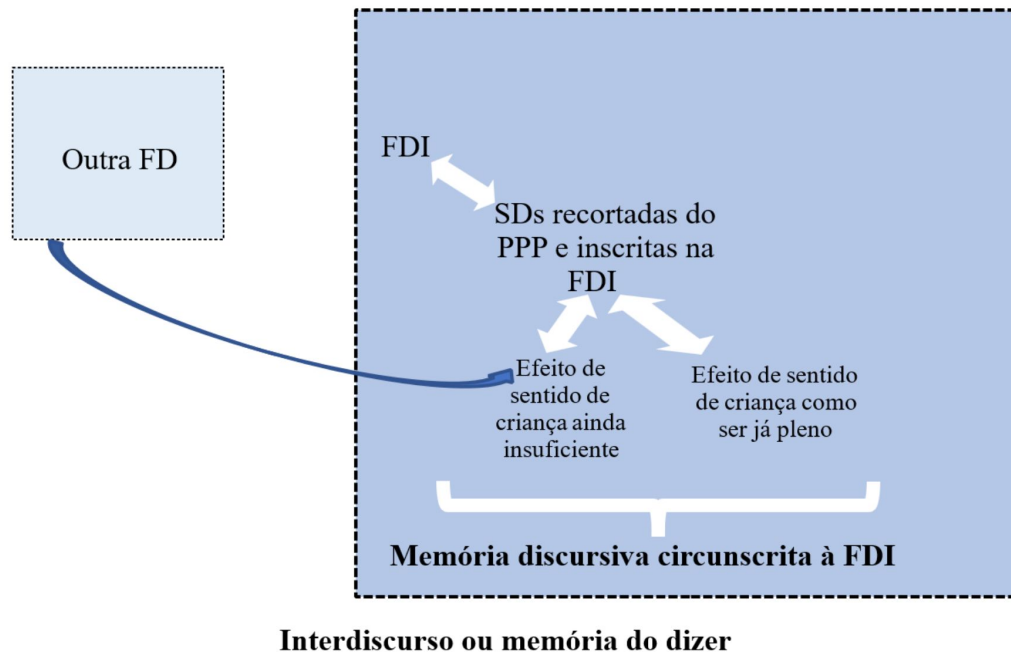 Outra FD
FDI
SDs recortadas do
PPP e inscritas na
FDI
Efeito de
sentido de
criança ainda
insuficiente
Efeito de sentido
de criança como
ser já pleno
Memória discursiva circunscrita à FDI
Interdiscurso ou memória do dizer